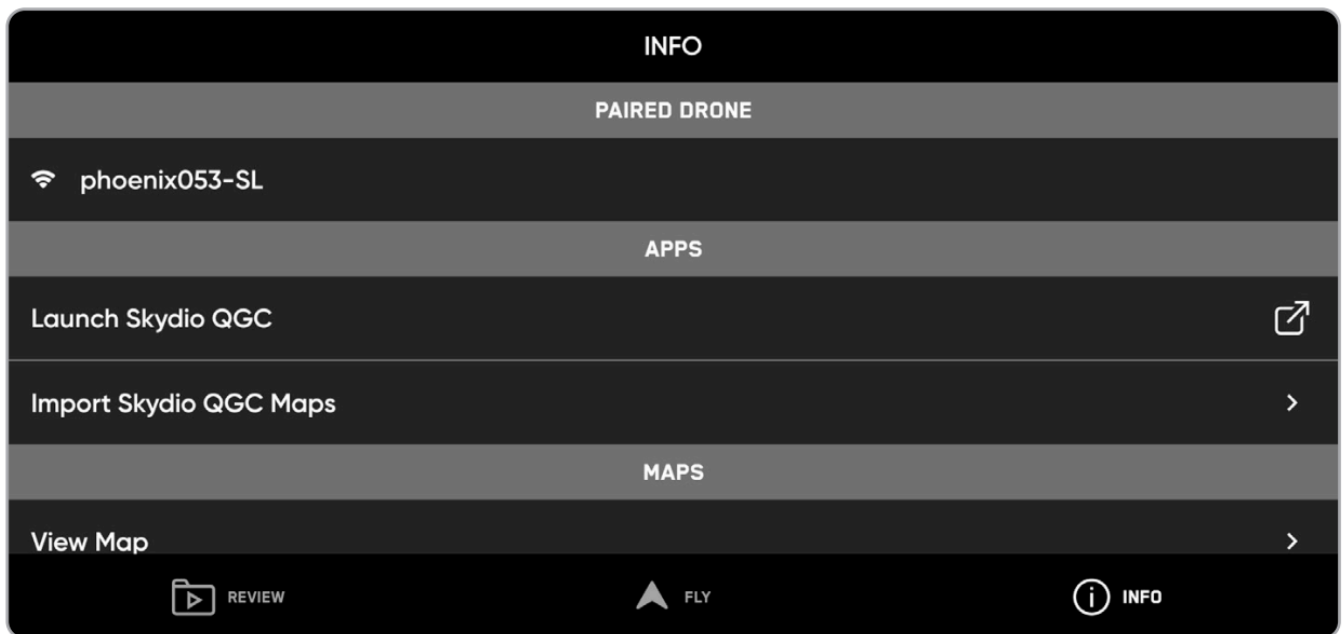 INFO
PAIRED DRONE
phoenix053-SL
APPS
Launch Skydio QGC
Import Skydio QGC Maps
MAPS
View Map
REVIEW
FLY
INFO